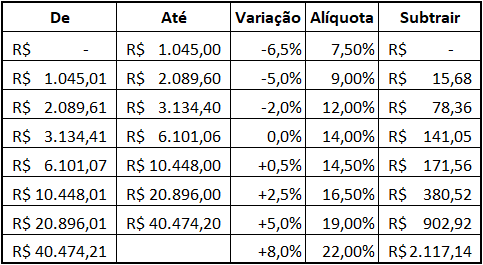 De Até Variação Alíquota Subtrair
R$ - R$ 1.045,00 -6,5% 7,50% R$ -
R$ 1.045,01 R$ 2.089,60 -5,0% 9,00% R$ 15,68
R$ 2.089,61 R$ 3.134,40 -2,0% 12,00% R$ 78,36
R$ 3.134,41 R$ 6.101,06 0,0% 14,00% R$ 141,05
R$ 6.101,07 R$ 10.448,00 +0,5% 14,50% R$ 171,56
R$ 10.448,01 R$ 20.896,00 +2,5% 16,50% R$ 380,52
R$ 20.896,01 R$ 40.474,20 +5,0% 19,00% R$ 902,92
R$ 40.474,21 +8,0% 22,00% R$ 2.117,14